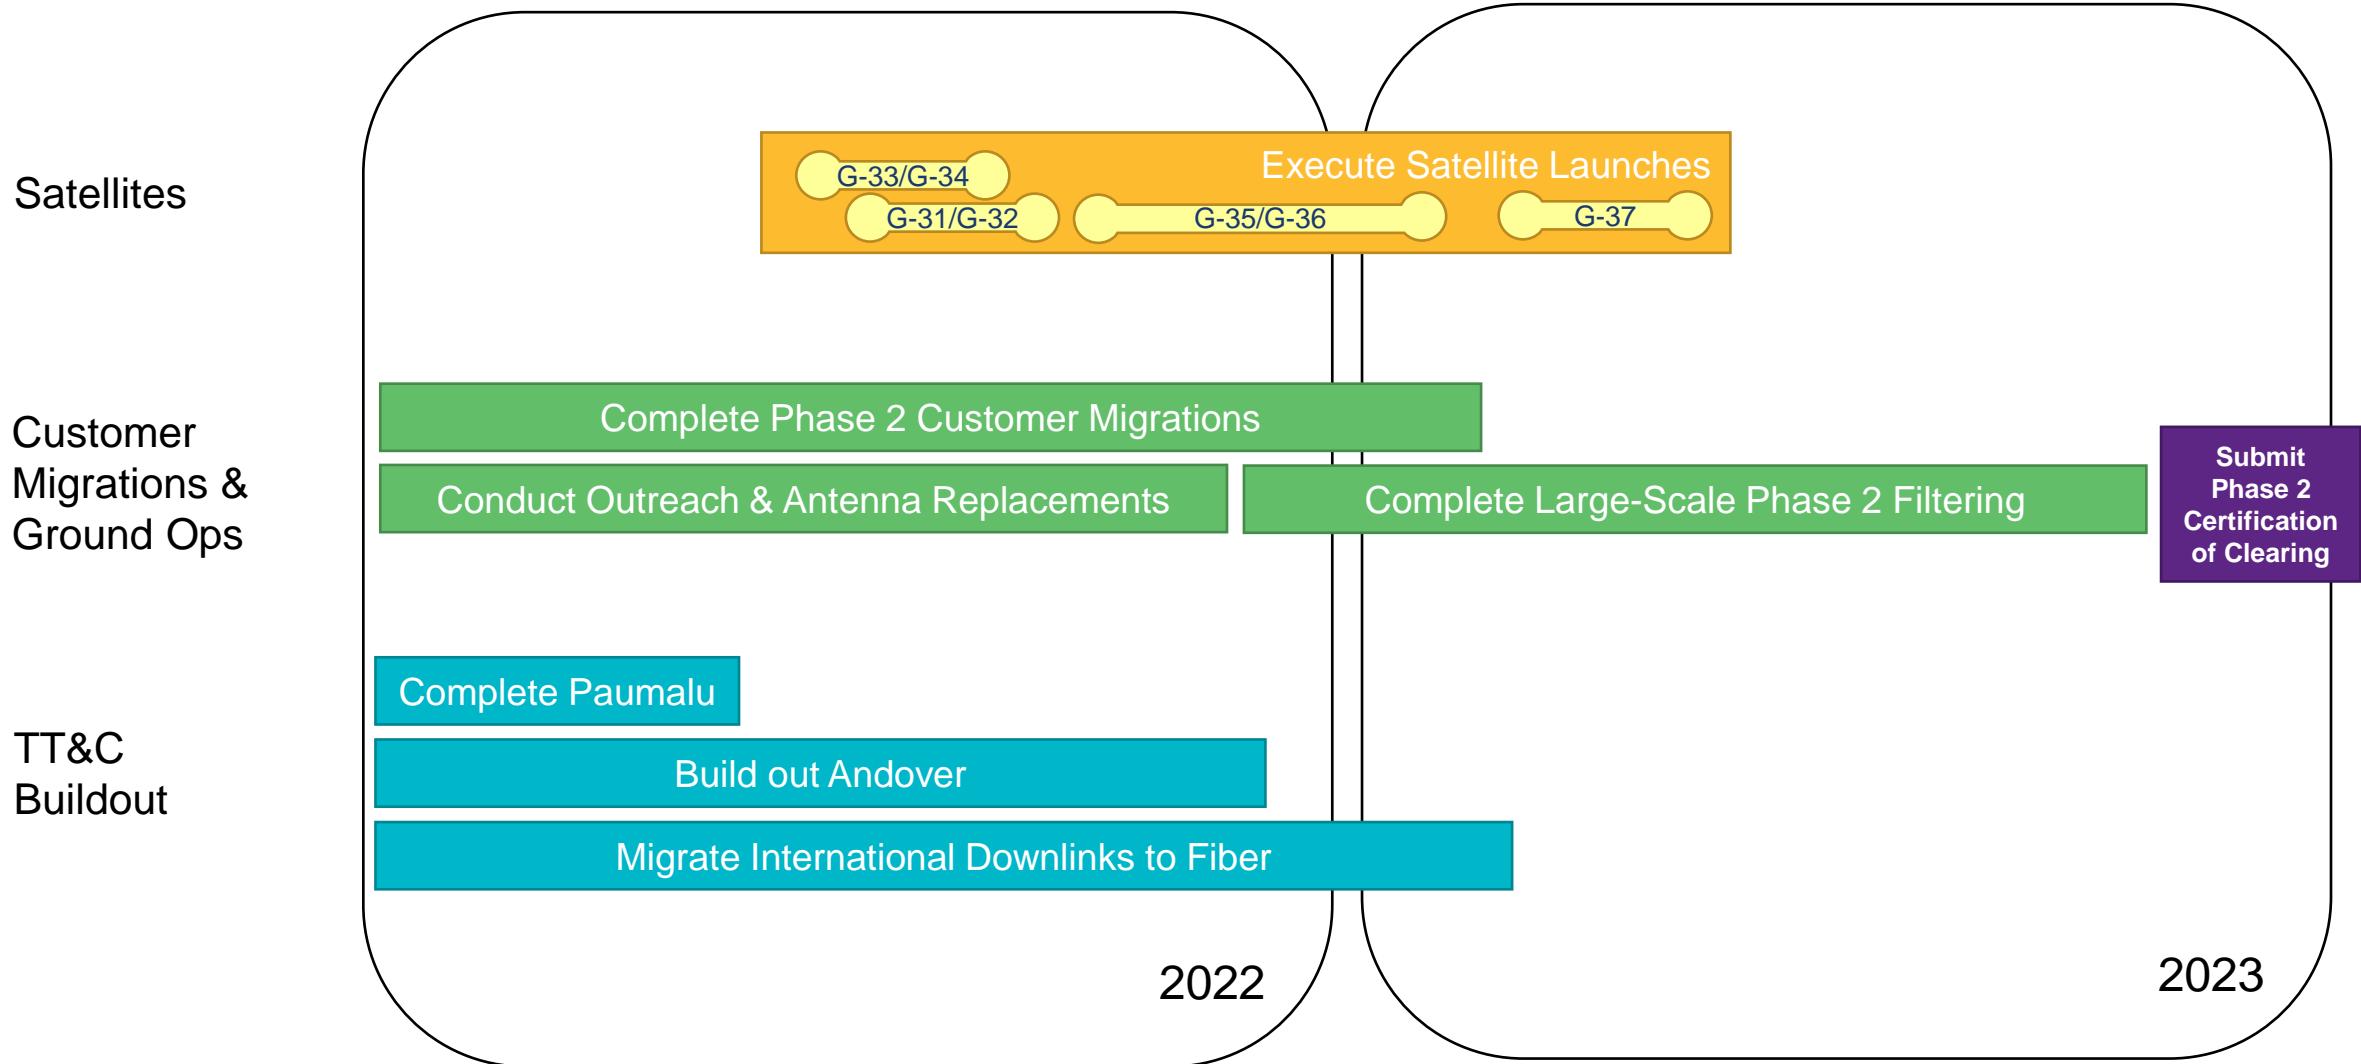 Satellites
Execute Satellite Launches
G-33/G-34
G-31/G-32
G-35/G-36
G-37
Customer
Migrations &
Ground Ops
Complete Phase 2 Customer Migrations
Conduct Outreach & Antenna Replacements
Complete Large-Scale Phase 2 Filtering
Submit
Phase 2
Certification
of Clearing
TT&C
Buildout
Complete Paumalu
Build out Andover
Migrate International Downlinks to Fiber
2022
2023